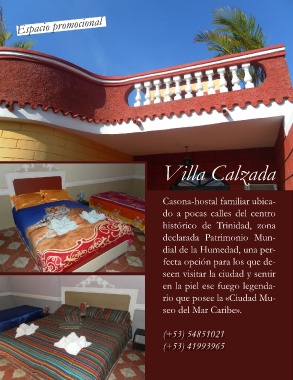 Espacio promocional
Villa Calzada
Casona-hostal familiar ubica-
do a pocas calles del centro
histórico de Trinidad, zona
declarada Patrimonio Mun-
dial de la Humedad, una per-
fecta opción para los que de-
seen visitar la ciudad y sentir
en la piel ese fuego legenda-
rio que posee la «Ciudad Mu-
seo del Mar Caribe».
(+53) 54851021
(+53) 41993965